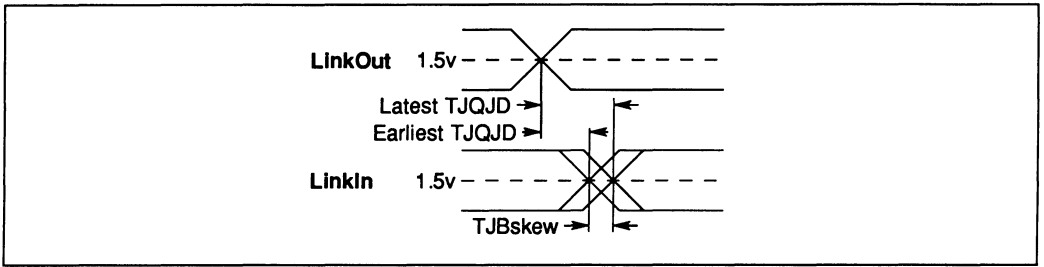 LinkOut 1.5v
Latest TJQJD
Earliest TJQJD
LinkIn 1.5v
TJBskew